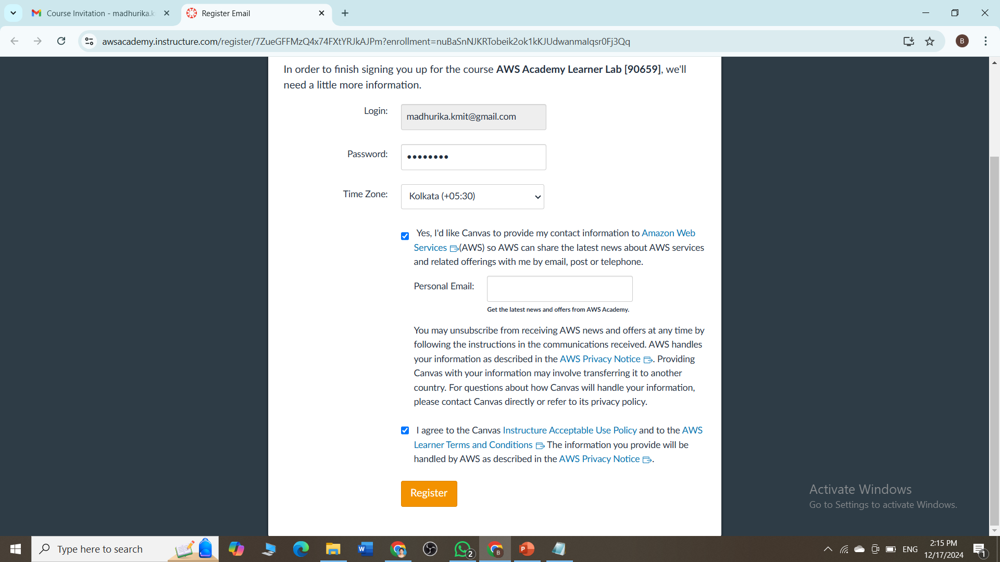 Course Invitation - madhurika.k
Register Email
awsacademy.instructure.com/register/7ZueGFFMzQ4x74FXtYRJkAJPm?enrollment=nuBaSnNJKRTobeik2ok1kKJUdwanmaIqsr0Fj3Qq
B
In order to finish signing you up for the course AWS Academy Learner Lab [90659], we'll
need a little more information.
Login:
madhurika.kmit@gmail.com
Password:
••••••••
Time Zone:
Kolkata (+05:30)
Yes, I'd like Canvas to provide my contact information to Amazon Web
Services (AWS) so AWS can share the latest news about AWS services
and related offerings with me by email, post or telephone.
Personal Email:
Get the latest news and offers from AWS Academy.
You may unsubscribe from receiving AWS news and offers at any time by
following the instructions in the communications received. AWS handles
your information as described in the AWS Privacy Notice . Providing
Canvas with your information may involve transferring it to another
country. For questions about how Canvas will handle your information,
please contact Canvas directly or refer to its privacy policy.
I agree to the Canvas Instructure Acceptable Use Policy and to the AWS
Learner Terms and Conditions The information you provide will be
handled by AWS as described in the AWS Privacy Notice .
Register
Activate Windows
Go to Settings to activate Windows.
Type here to search
W
2
B
P
ENG
2:15 PM
12/17/2024
1